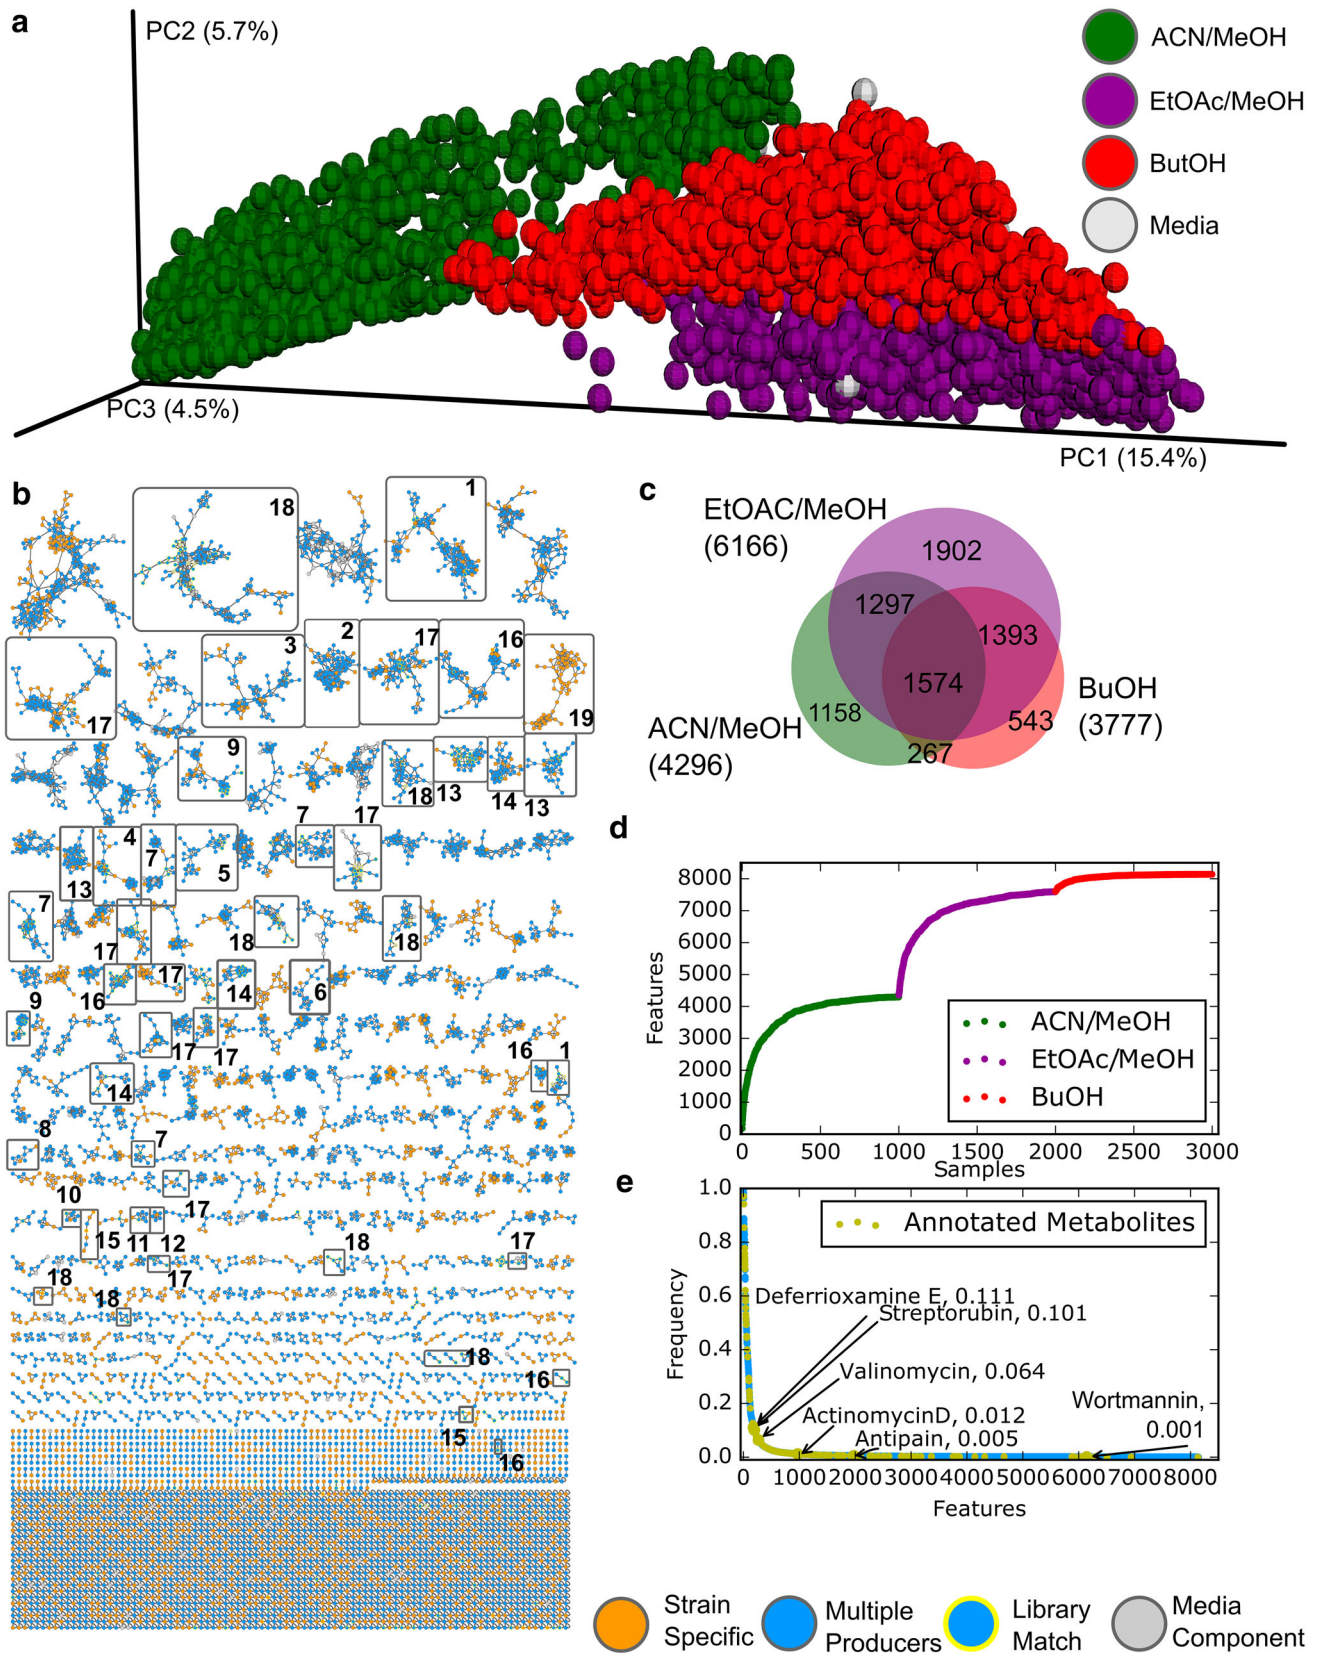 a
PC2 (5.7%)
ACN/MeOH
EtOAc/MeOH
ButOH
Media
PC3 (4.5%)
PC1 (15.4%)
b
18
1
3
2
17
16
17
19
9
18
13
14
13
7
17
4
7
13
5
7
17
18
18
17
9
16
14
6
17
17
16
1
14
8
7
10
17
15
11
12
18
17
17
18
18
18
16
15
16
c
EtOAC/MeOH
(6166)
1902
1297
1393
1574
BuOH
(3777)
1158
543
ACN/MeOH
(4296)
267
d
8000
7000
6000
5000
4000
3000
2000
1000
0
Features
ACN/MeOH
EtOAc/MeOH
BuOH
0 500 1000 1500 2000 2500 3000
Samples
e
1.0
0.8
0.6
0.4
0.2
0.0
Frequency
Annotated Metabolites
Deferrioxamine E, 0.111
Streptorubin, 0.101
Valinomycin, 0.064
Wortmannin,
0.001
ActinomycinD, 0.012
Antipain, 0.005
0 1000 2000 3000 4000 5000 6000 7000 8000
Features
Strain
Specific
Multiple
Producers
Library
Match
Media
Component